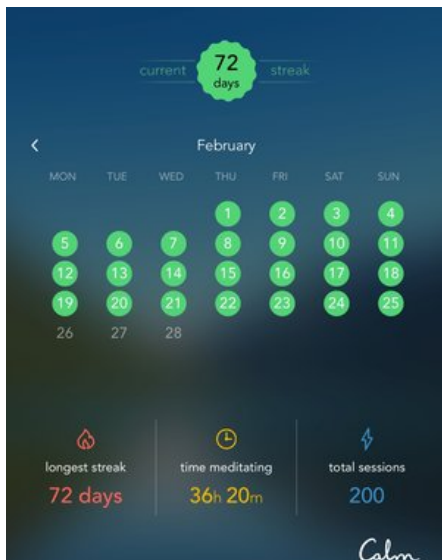 current 72 days streak
February
MON TUE WED THU FRI SAT SUN
1 2 3 4
5 6 7 8 9 10 11
12 13 14 15 16 17 18
19 20 21 22 23 24 25
26 27 28
longest streak time meditating total sessions
72 days 36h 20m 200
Calm